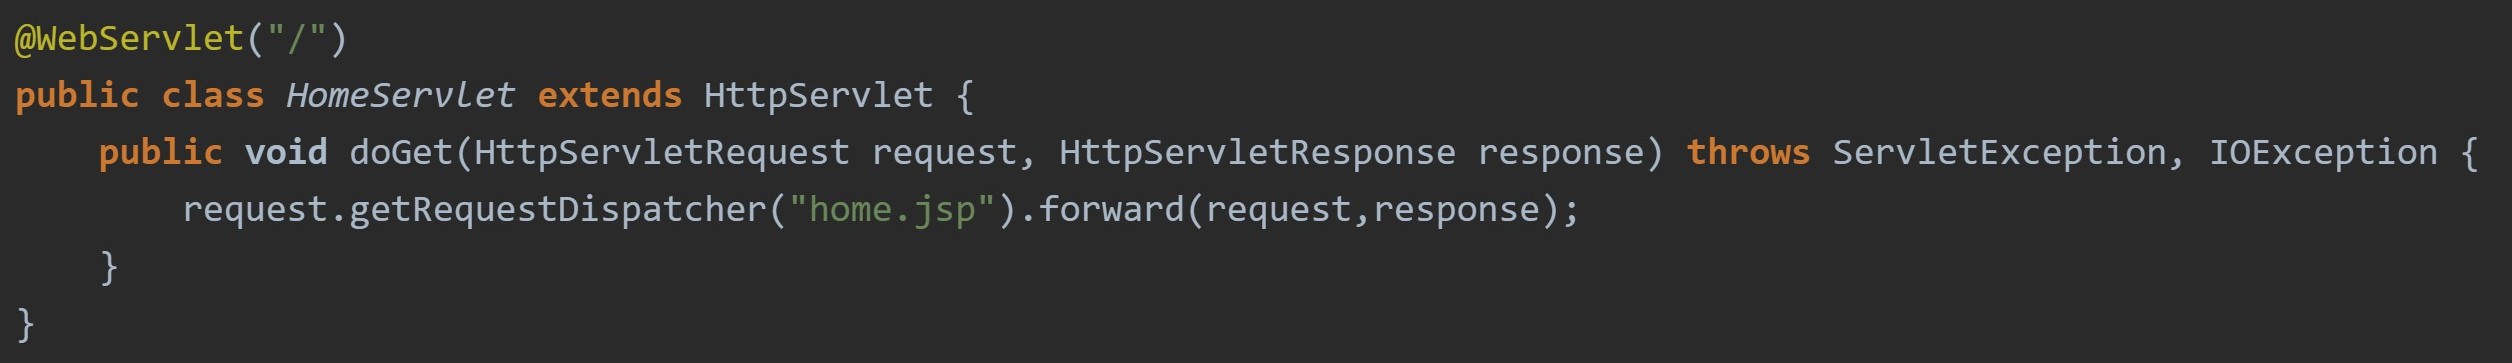 @WebServlet("/")
public class HomeServlet extends HttpServlet {
    public void doGet(HttpServletRequest request, HttpServletResponse response) throws ServletException, IOException {
        request.getRequestDispatcher("home.jsp").forward(request,response);
    }
}